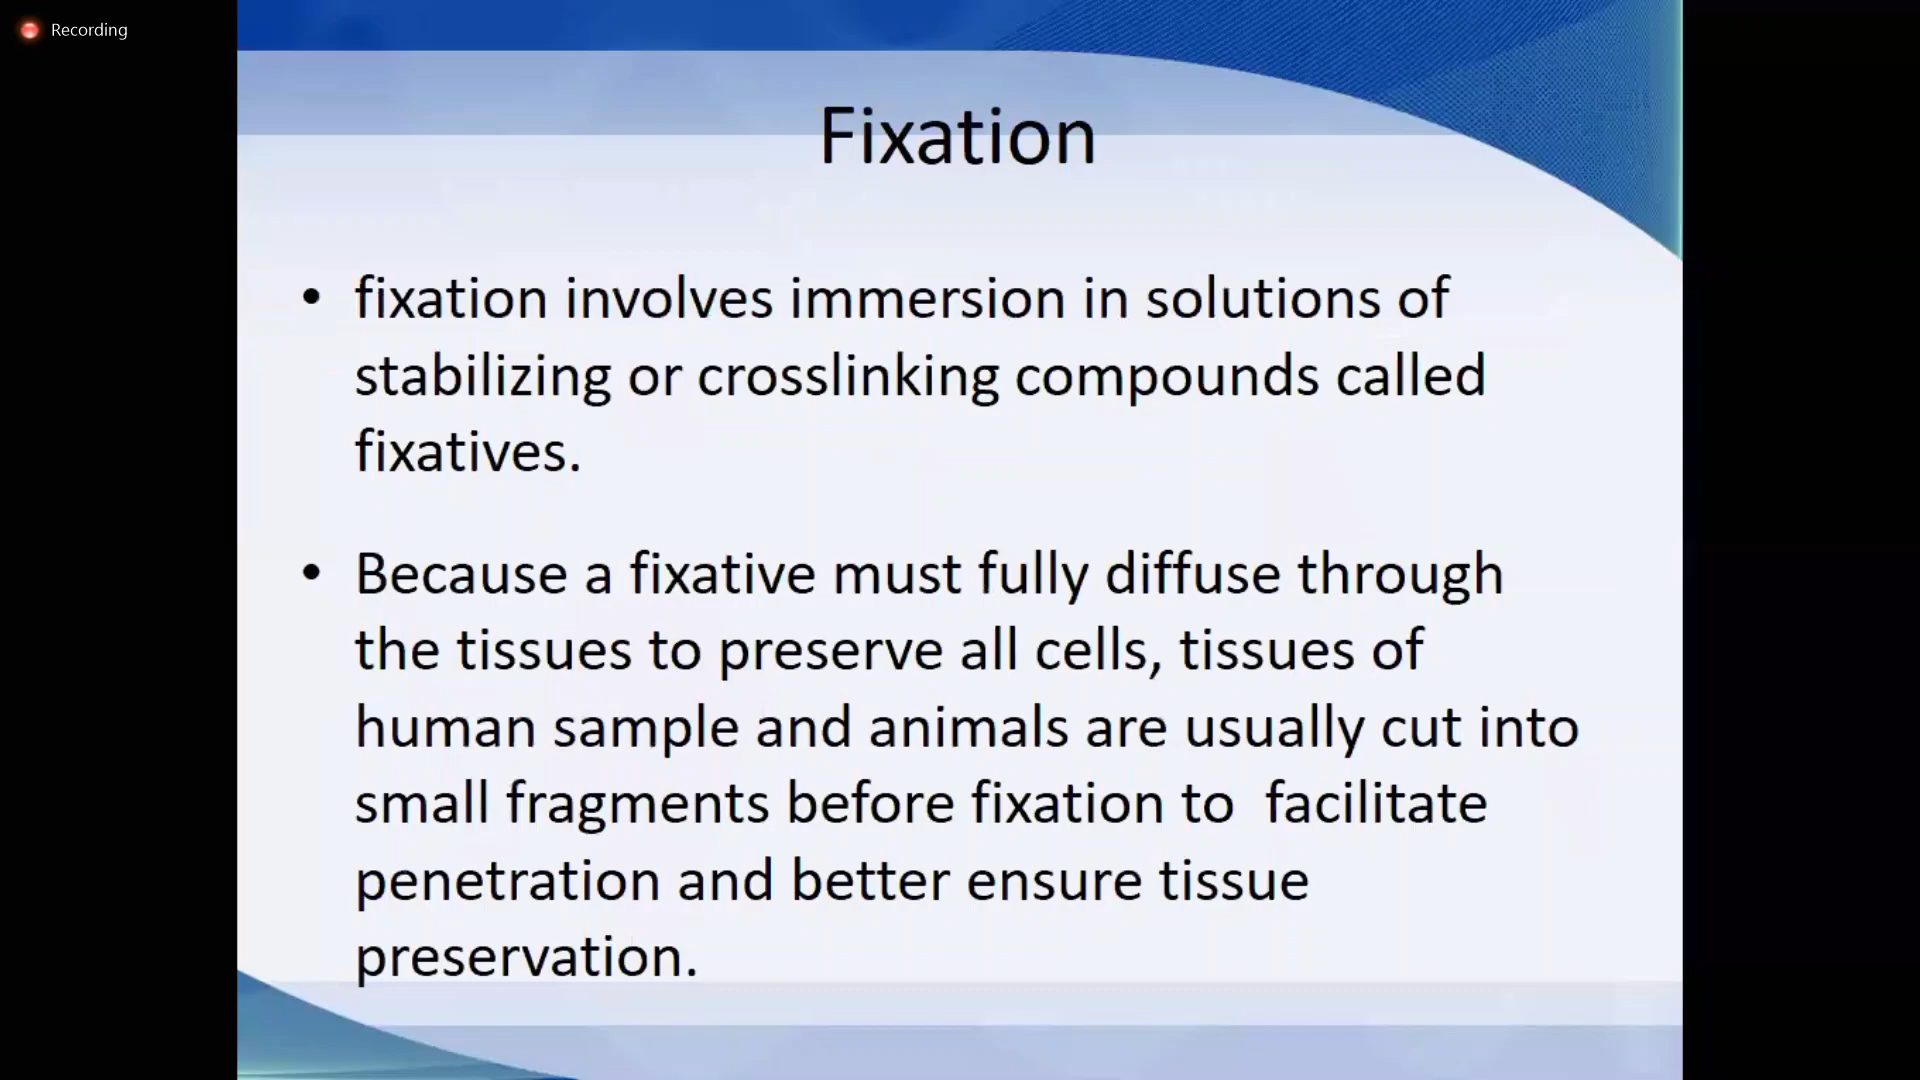 Recording
Fixation
• fixation involves immersion in solutions of
stabilizing or crosslinking compounds called
fixatives.
• Because a fixative must fully diffuse through
the tissues to preserve all cells, tissues of
human sample and animals are usually cut into
small fragments before fixation to  facilitate
penetration and better ensure tissue
preservation.